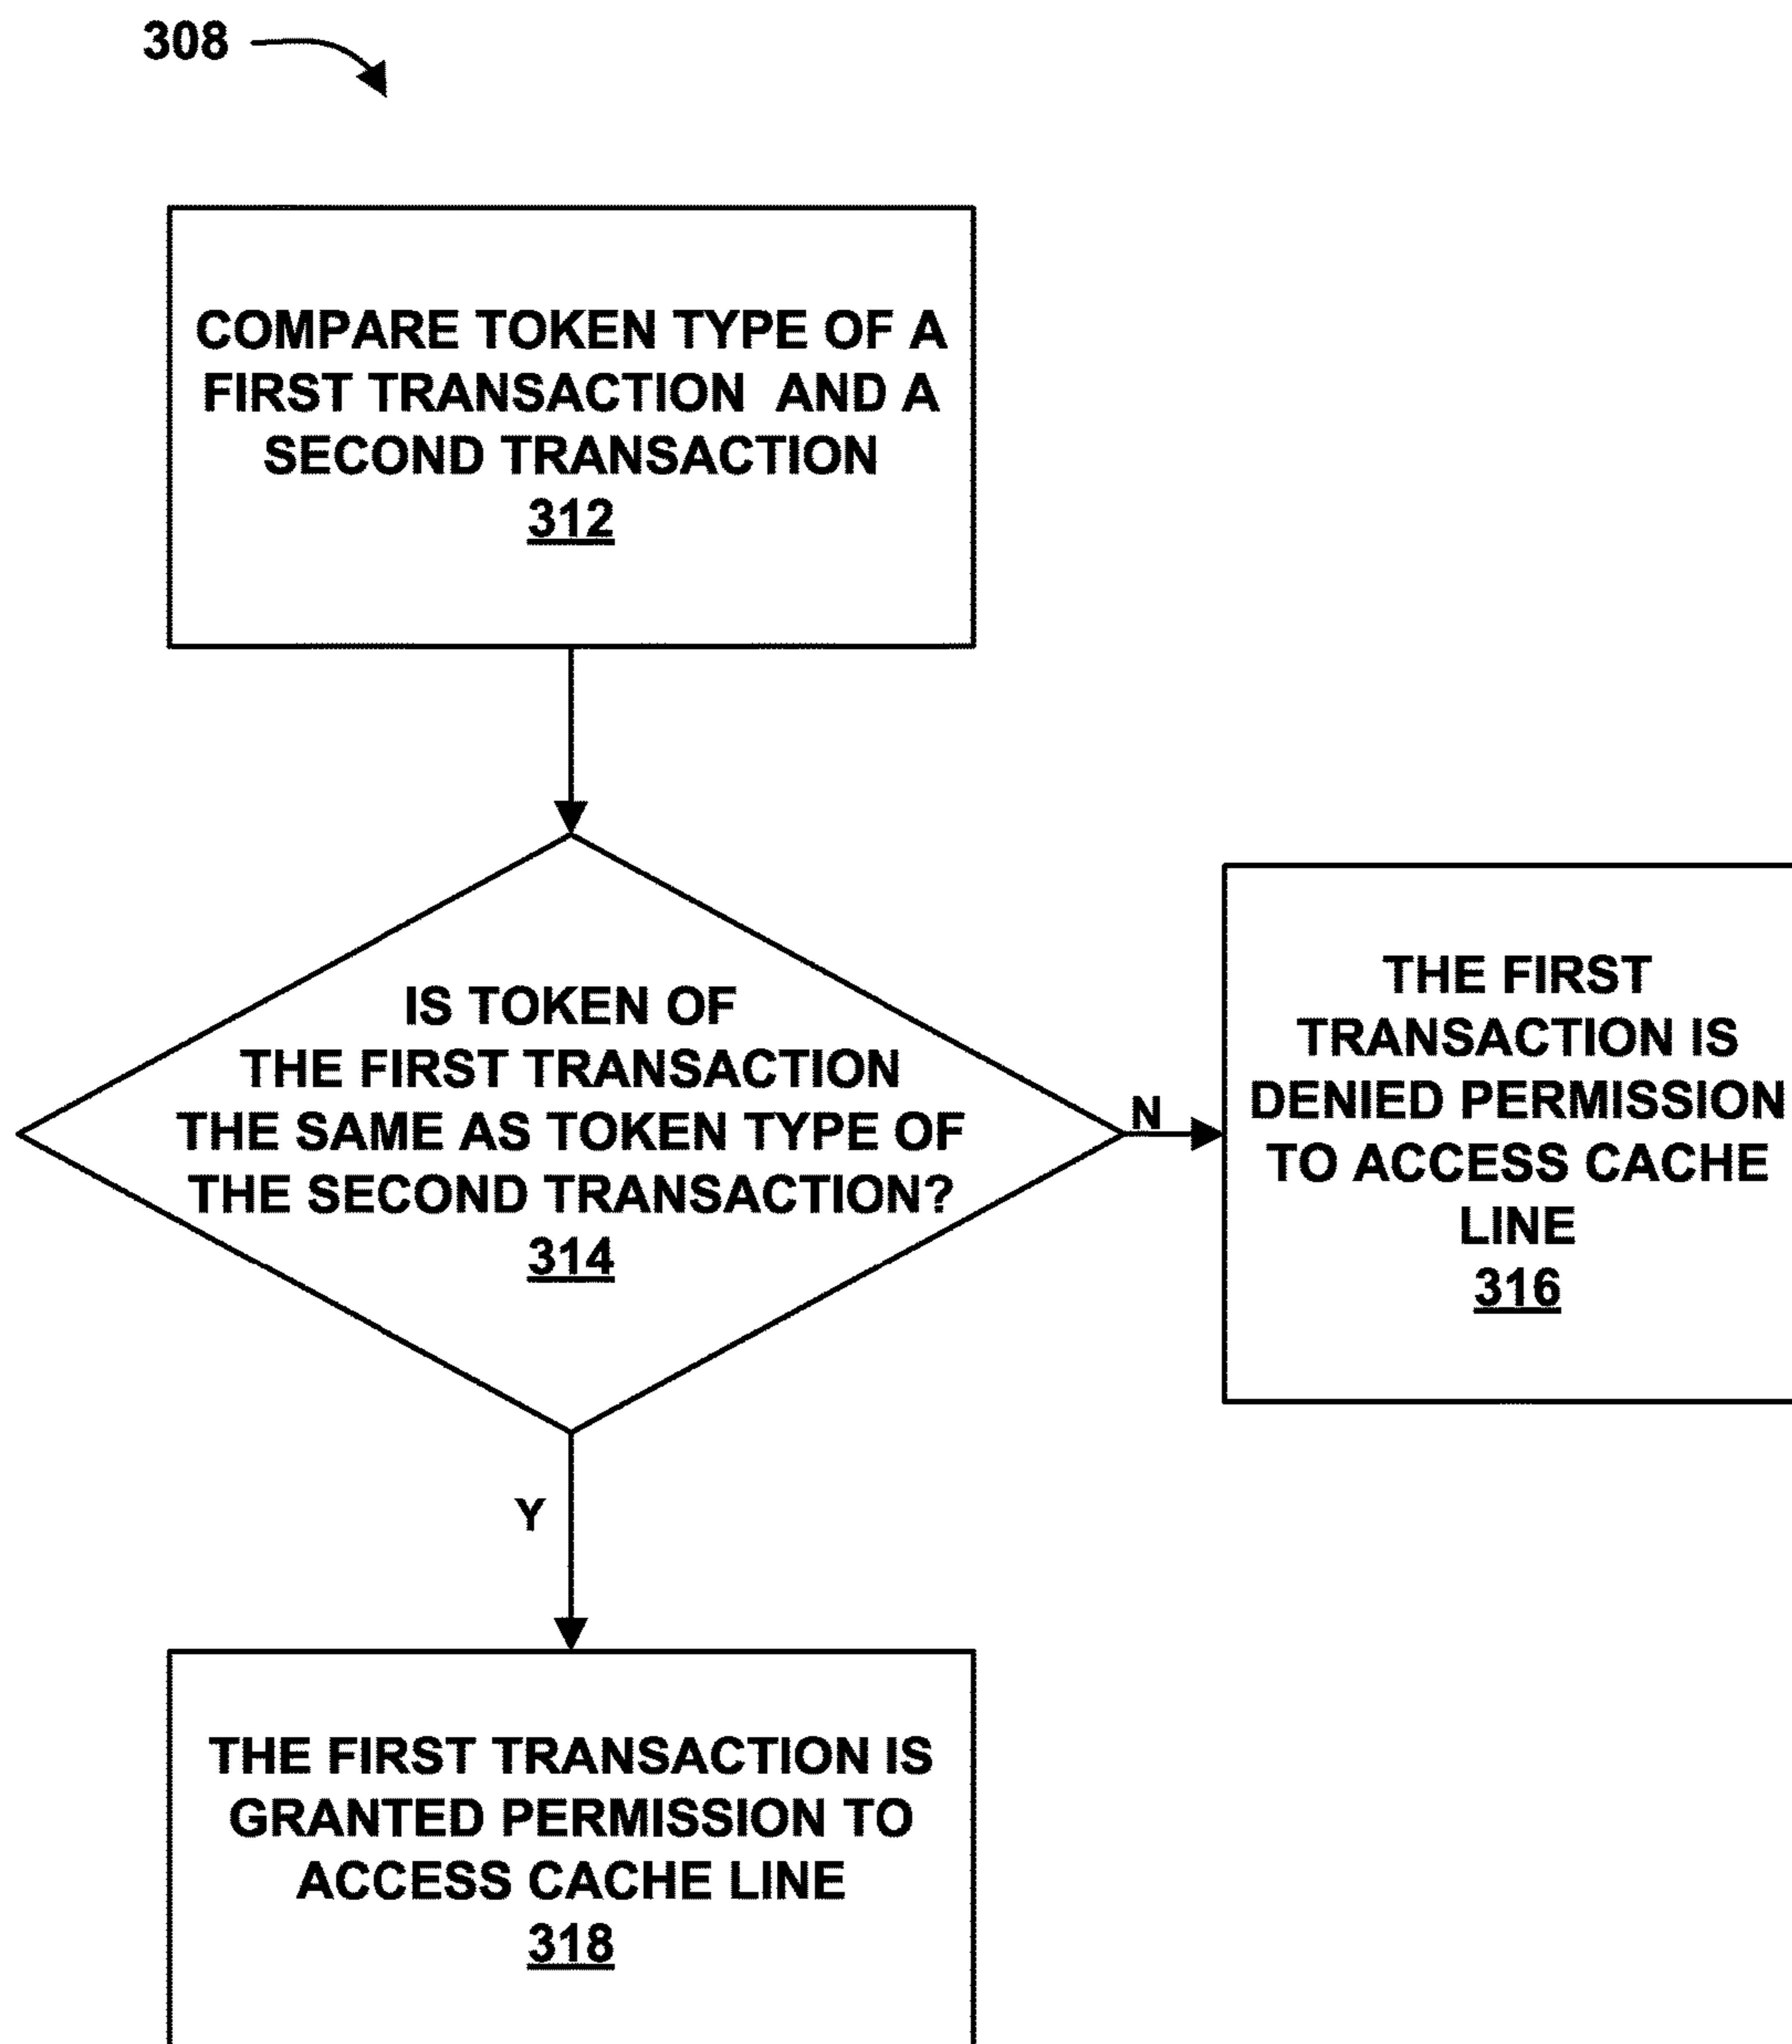 308
COMPARE TOKEN TYPE OF A
FIRST TRANSACTION AND A
SECOND TRANSACTION
312
IS TOKEN OF
THE FIRST TRANSACTION
THE SAME AS TOKEN TYPE OF
THE SECOND TRANSACTION?
314
N
THE FIRST
TRANSACTION IS
DENIED PERMISSION
TO ACCESS CACHE
LINE
316
Y
THE FIRST TRANSACTION IS
GRANTED PERMISSION TO
ACCESS CACHE LINE
318